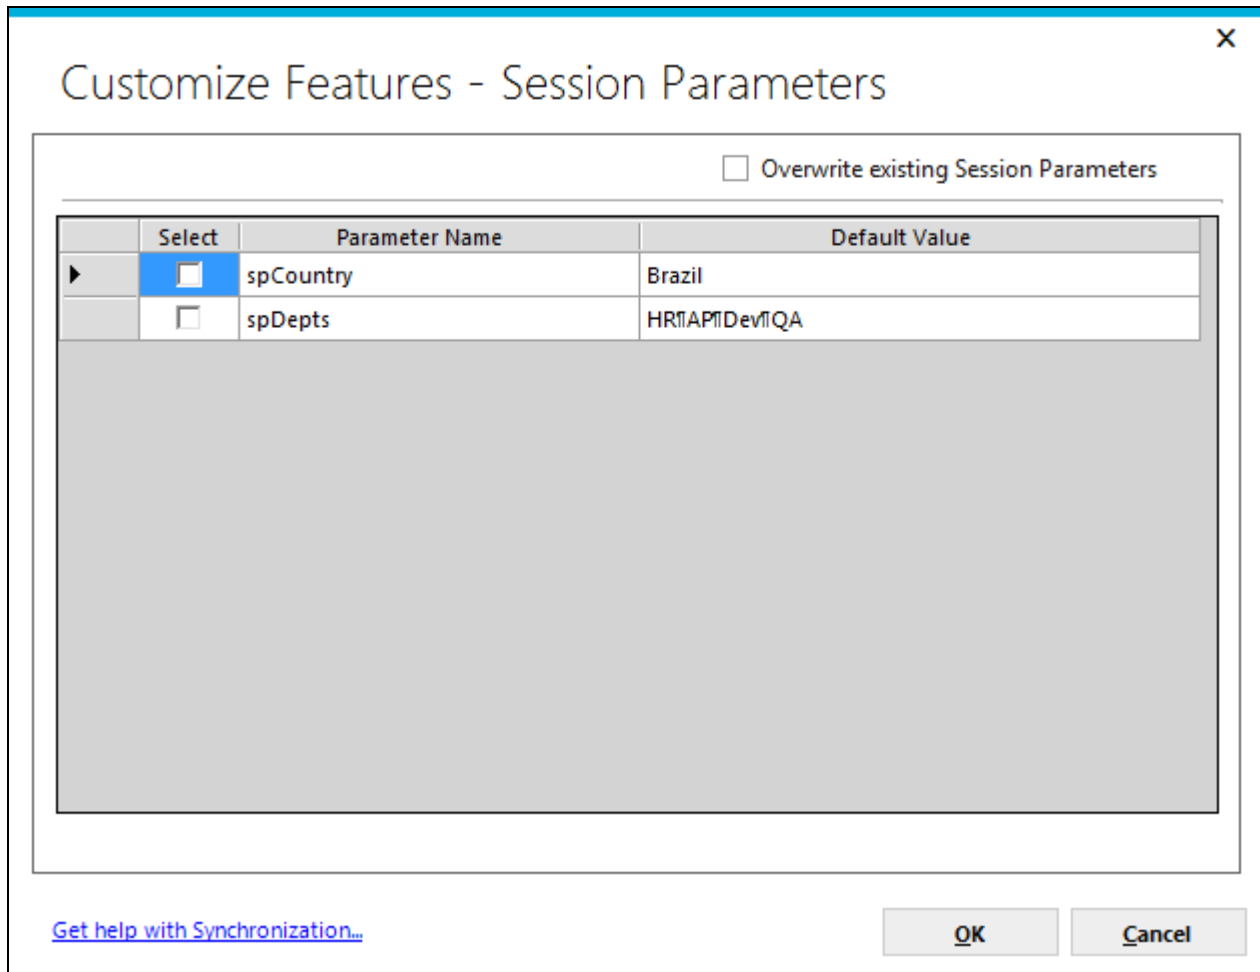 Customize Features - Session Parameters
Overwrite existing Session Parameters
Select Parameter Name Default Value
spCountry Brazil
spDepts HR¶AP¶Dev¶QA
Get help with Synchronization... OK Cancel